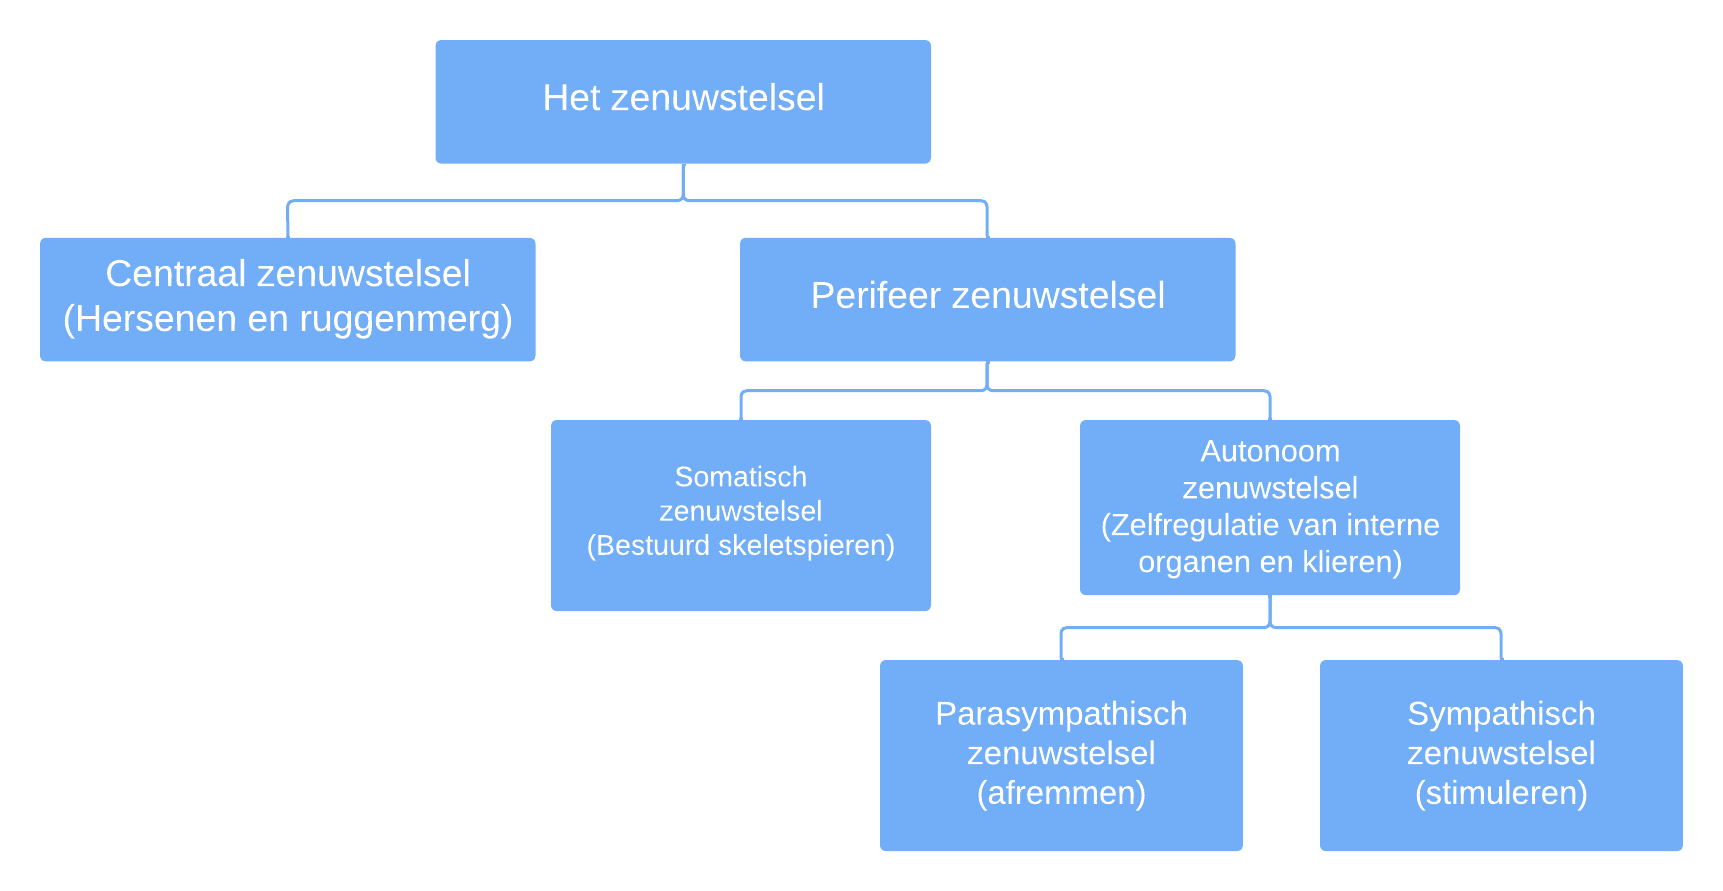 Het zenuwstelsel
Centraal zenuwstelsel
(Hersenen en ruggenmerg)
Perifeer zenuwstelsel
Somatisch
zenuwstelsel
(Bestuurd skeletspieren)
Autonoom
zenuwstelsel
(Zelfregulatie van interne
organen en klieren)
Parasympathisch
zenuwstelsel
(afremmen)
Sympathisch
zenuwstelsel
(stimuleren)